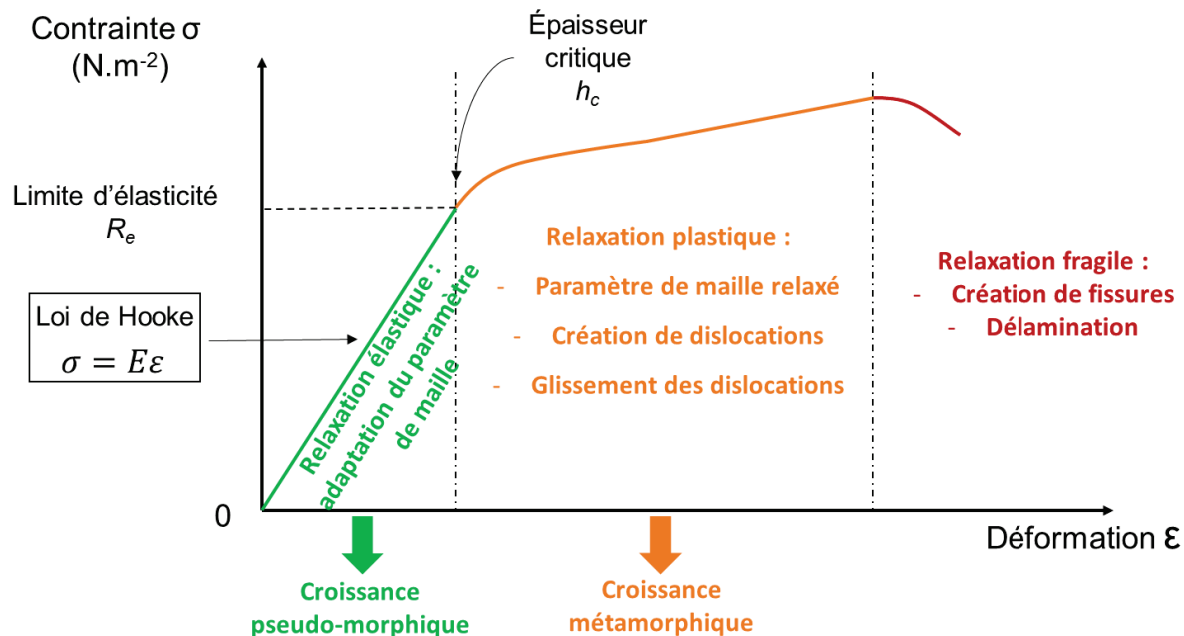 Contrainte σ
(N.m⁻²)
Épaisseur
critique
h_c
Limite d'élasticité
R_e
Loi de Hooke
σ = Eε
Relaxation élastique :
adaptation du paramètre
de maille
Relaxation plastique :
- Paramètre de maille relaxé
- Création de dislocations
- Glissement des dislocations
Relaxation fragile :
- Création de fissures
- Délamination
0
Déformation ε
Croissance
pseudo-morphique
Croissance
métamorphique